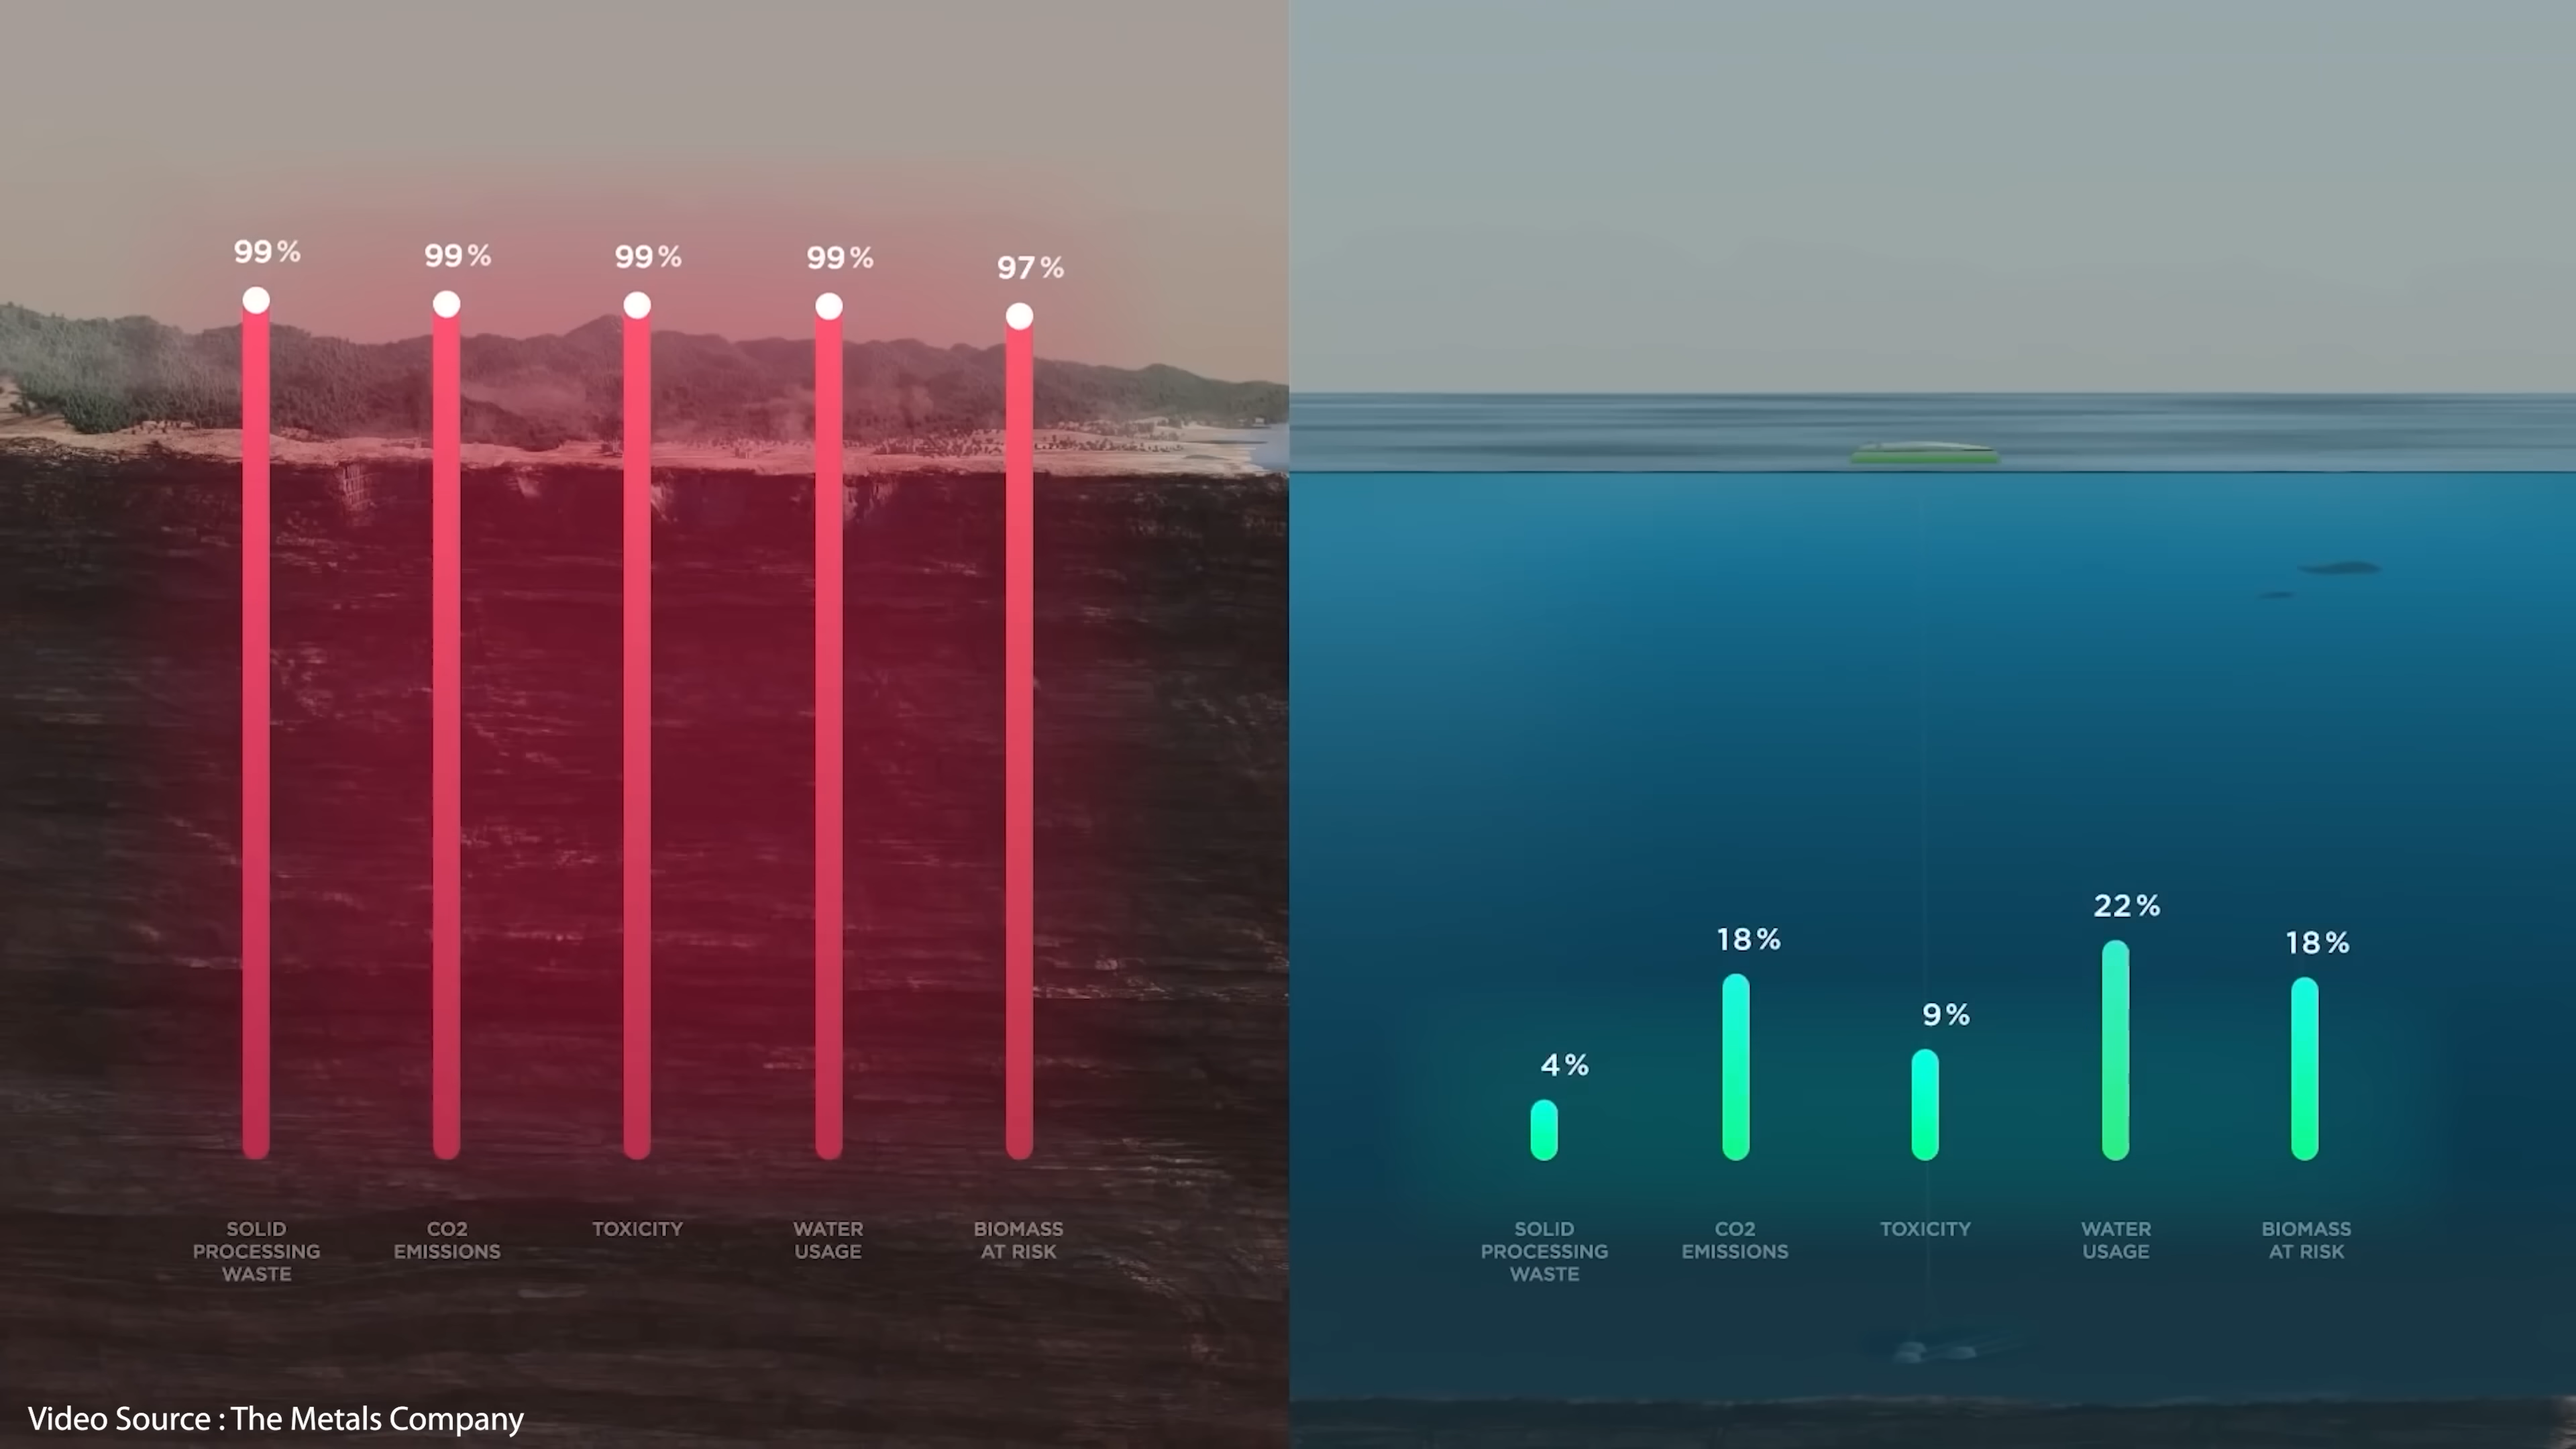 99%
99%
99%
99%
97%
SOLID
PROCESSING
WASTE
CO2
EMISSIONS
TOXICITY
WATER
USAGE
BIOMASS
AT RISK
4%
18%
9%
22%
18%
SOLID
PROCESSING
WASTE
CO2
EMISSIONS
TOXICITY
WATER
USAGE
BIOMASS
AT RISK
Video Source : The Metals Company